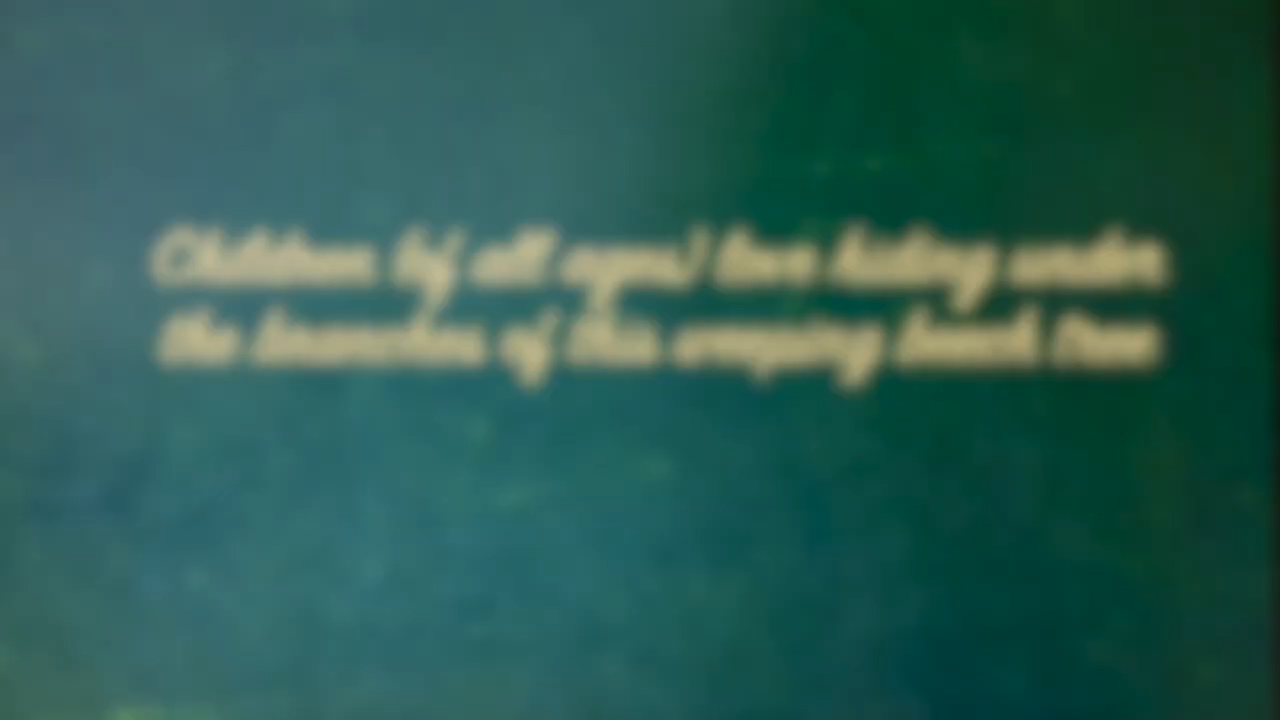 Children of all ages love hiding under
the branches of this weeping beech tree